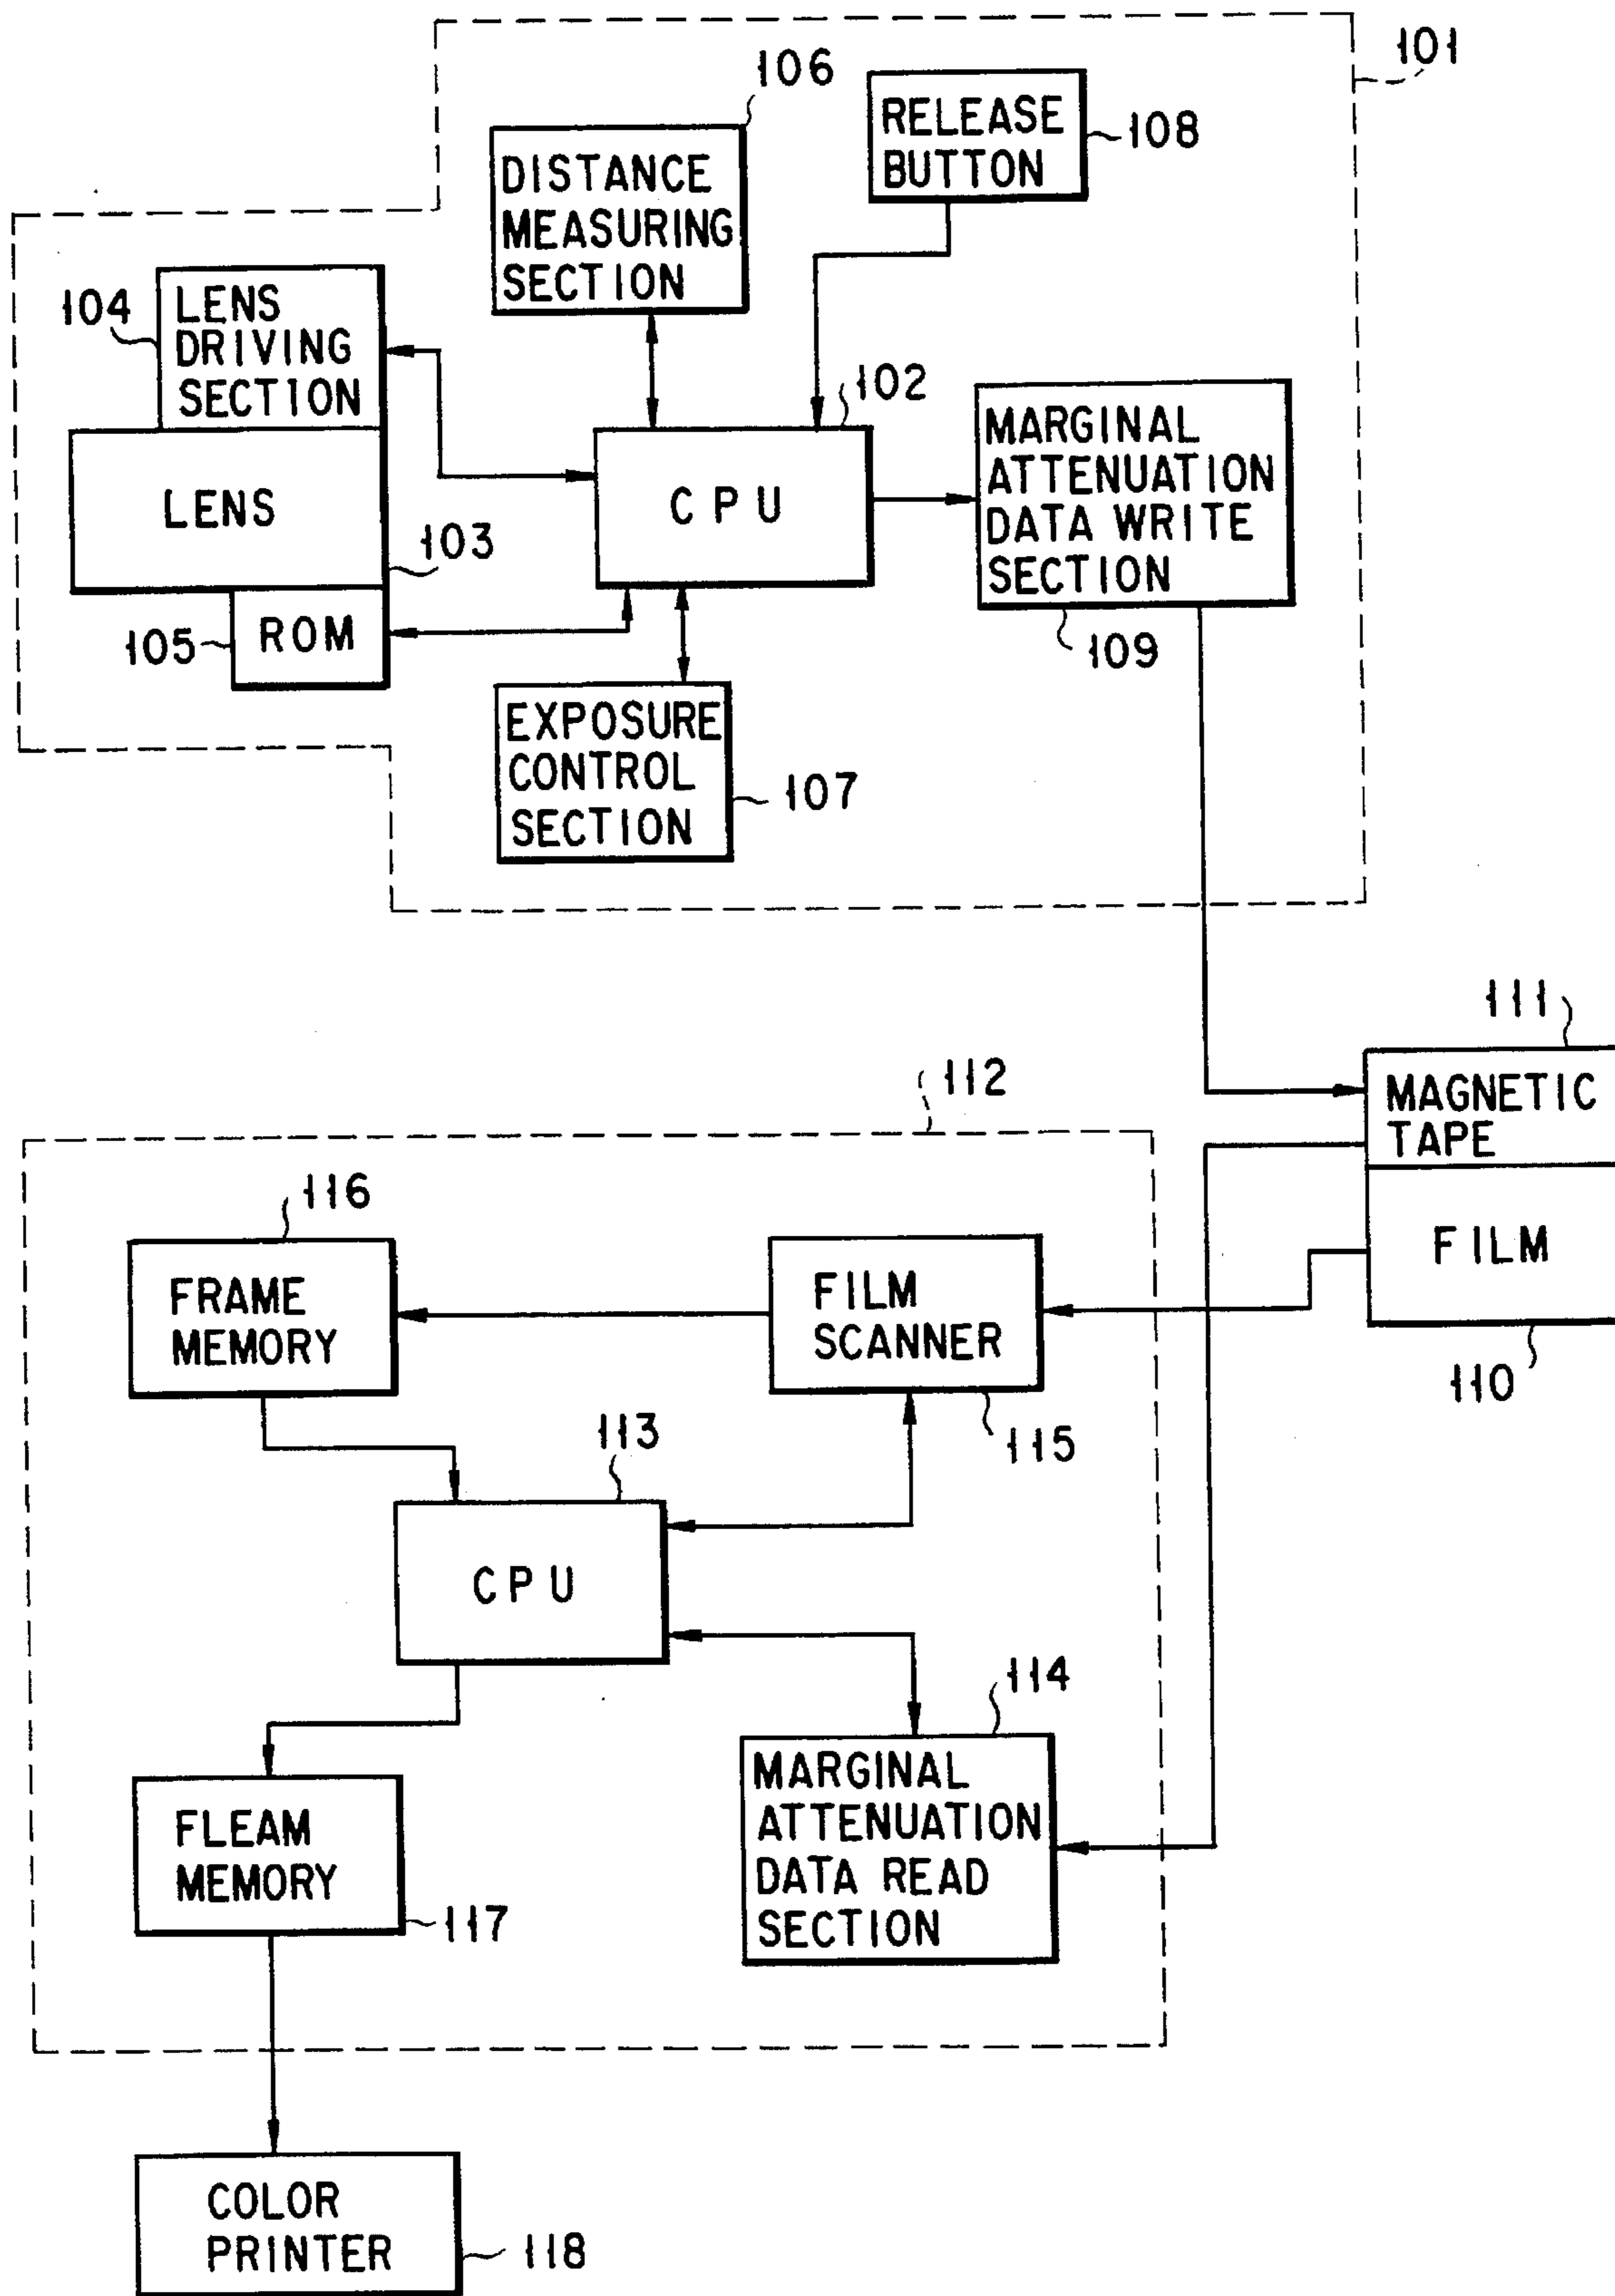 101
106
108
RELEASE
BUTTON
DISTANCE
MEASURING
SECTION
104
LENS
DRIVING
SECTION
102
MARGINAL
ATTENUATION
DATA WRITE
SECTION
LENS
CPU
103
105
ROM
109
EXPOSURE
CONTROL
SECTION
107
111
112
MAGNETIC
TAPE
116
FILM
FRAME
MEMORY
FILM
SCANNER
110
113
115
CPU
114
MARGINAL
ATTENUATION
DATA READ
SECTION
FLEAM
MEMORY
117
COLOR
PRINTER
118